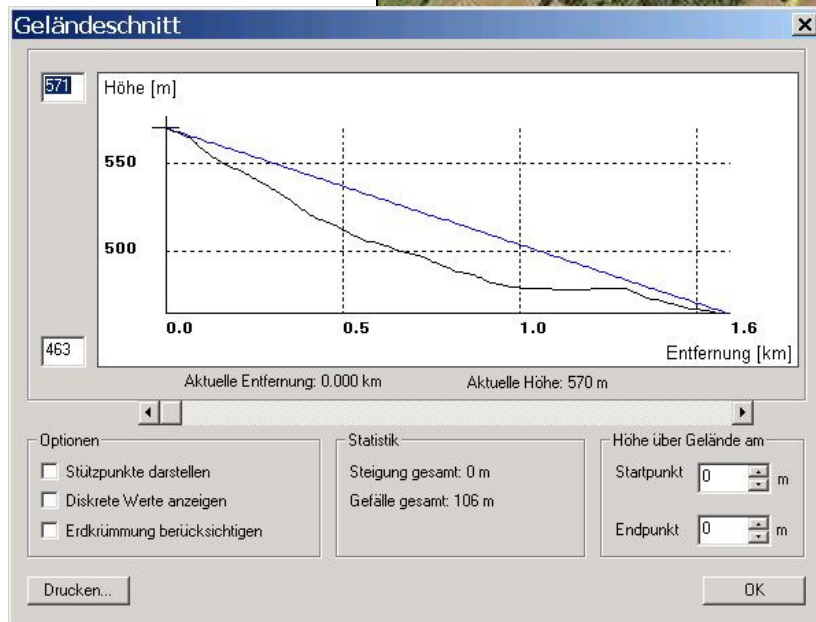 Geländeschnitt
571
Höhe [m]
550
500
463
0.0 0.5 1.0 1.6
Entfernung [km]
Aktuelle Entfernung: 0.000 km Aktuelle Höhe: 570 m
Optionen
Stützpunkte darstellen
Diskrete Werte anzeigen
Erdkrümmung berücksichtigen
Statistik
Steigung gesamt: 0 m
Gefälle gesamt: 106 m
Höhe über Gelände am
Startpunkt 0 m
Endpunkt 0 m
Drucken...
OK